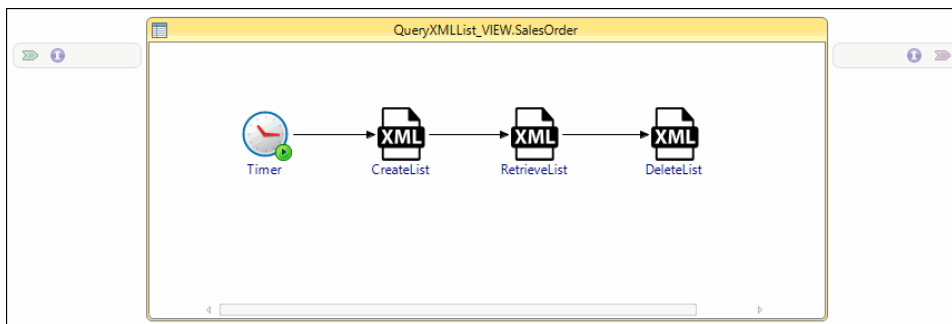 QueryXMLList_VIEW.SalesOrder
XML XML XML
Timer CreateList RetrieveList DeleteList